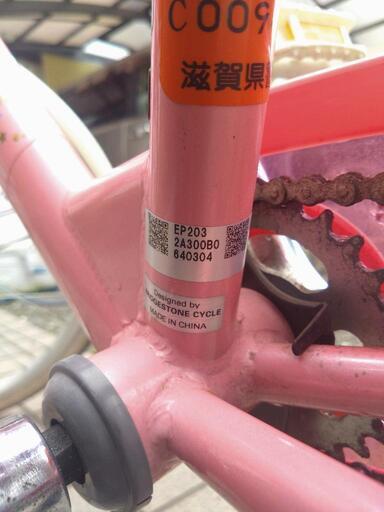 C009
滋賀県
EP203
2A300B0
640304
Designed by
BRIDGESTONE CYCLE
MADE IN CHINA